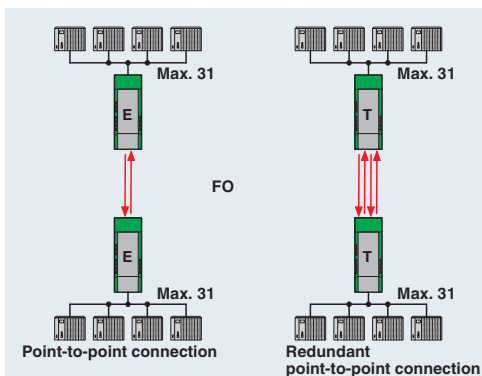 Max. 31
Max. 31
E
T
FO
E
T
Max. 31
Max. 31
Point-to-point connection
Redundant
point-to-point connection